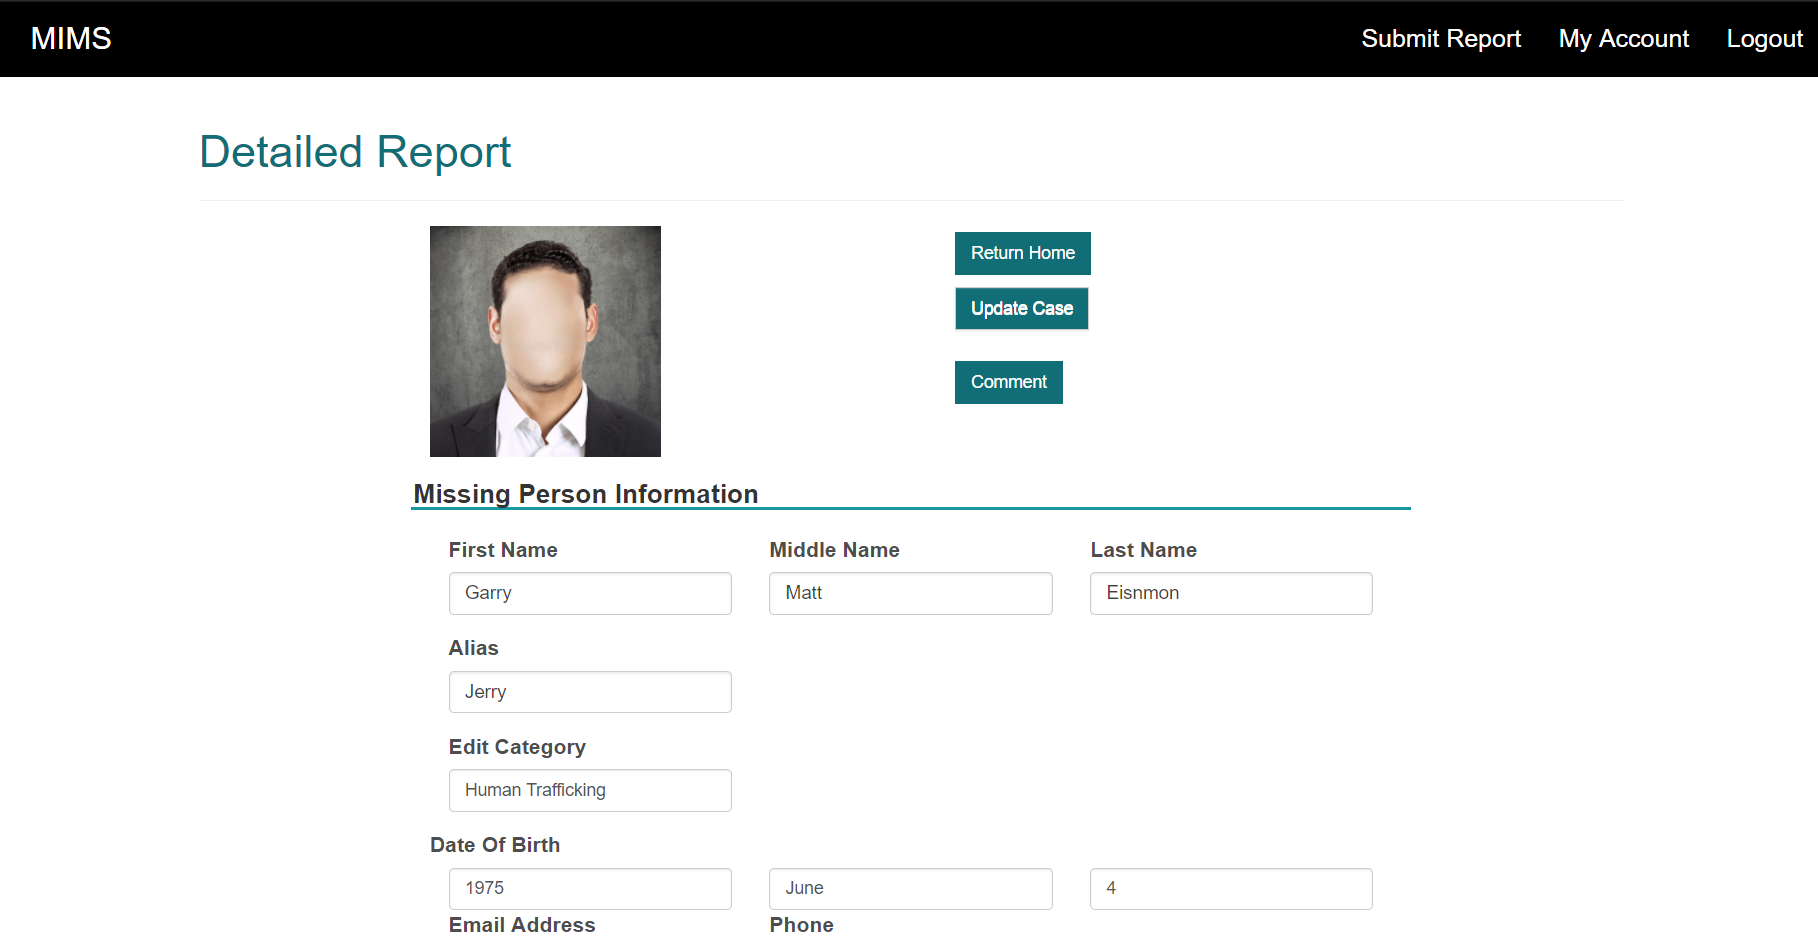 MIMS Submit Report My Account Logout
Detailed Report
Return Home
Update Case
Comment
Missing Person Information
First Name Middle Name Last Name
Garry Matt Eisnmon
Alias
Jerry
Edit Category
Human Trafficking
Date Of Birth
1975 June 4
Email Address Phone